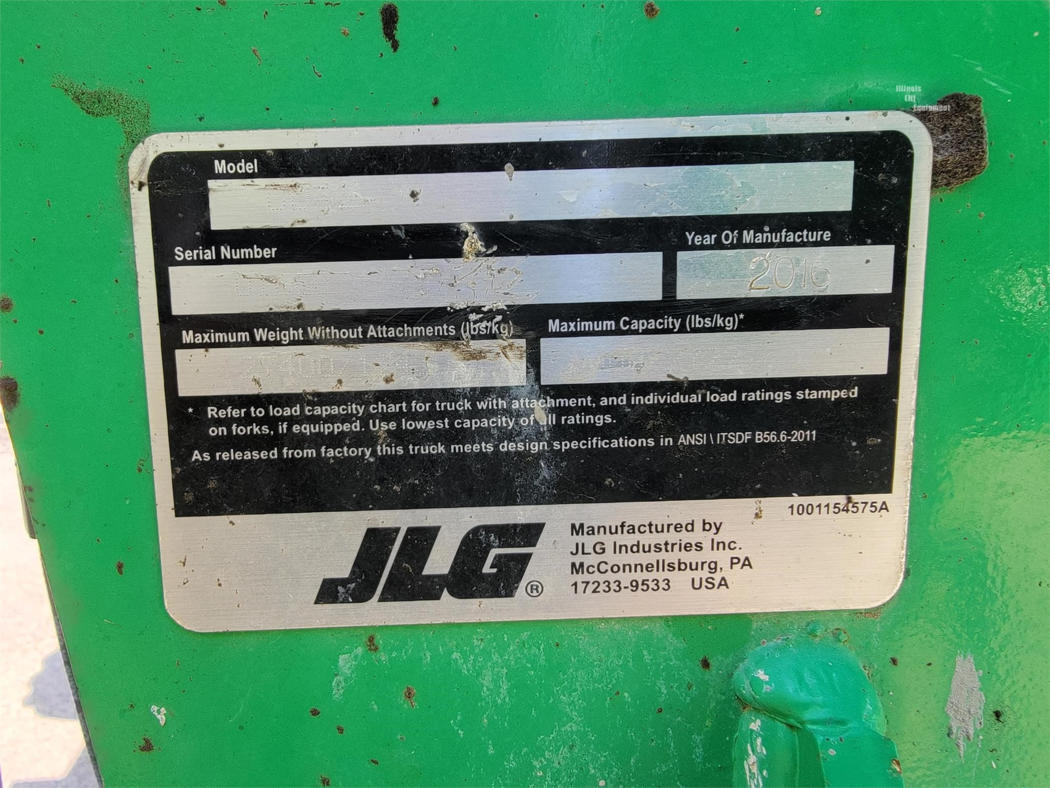 Illinois
(H)
Equipment
Model
Serial Number
Year Of Manufacture
2016
Maximum Weight Without Attachments (lbs/kg)
Maximum Capacity (lbs/kg)*
* Refer to load capacity chart for truck with attachment, and individual load ratings stamped
on forks, if equipped. Use lowest capacity of all ratings.
As released from factory this truck meets design specifications in ANSI \ ITSDF B56.6-2011
1001154575A
JLG®
Manufactured by
JLG Industries Inc.
McConnellsburg, PA
17233-9533 USA